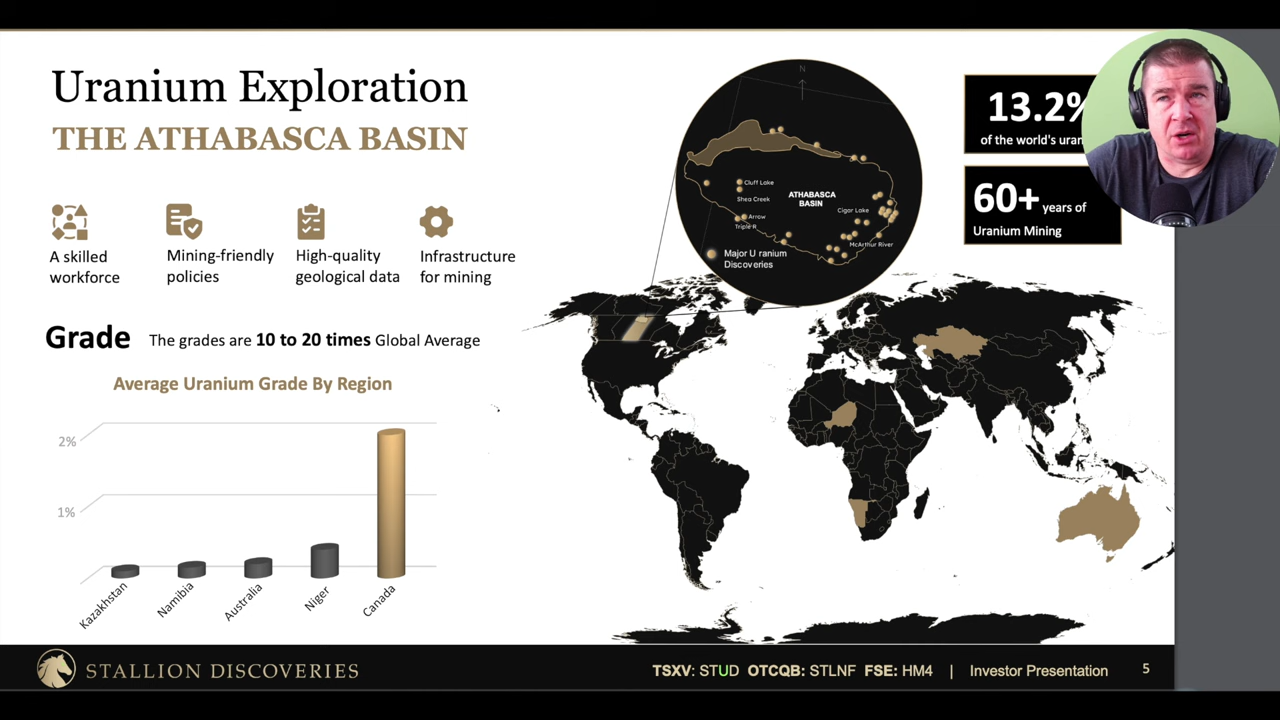 Uranium Exploration
THE ATHABASCA BASIN
A skilled
workforce
Mining-friendly
policies
High-quality
geological data
Infrastructure
for mining
Grade The grades are 10 to 20 times Global Average
Average Uranium Grade By Region
2%
1%
Kazakhstan
Namibia
Australia
Niger
Canada
N
Cluff Lake
Shea Creek
ATHABASCA
BASIN
Arrow
Triple R
Cigar Lake
McArthur River
Major U ranium
Discoveries
13.2%
of the world's
60+ years of
Uranium Mining
STALLION DISCOVERIES
TSXV: STUD OTCQB: STLNF FSE: HM4 | Investor Presentation 5